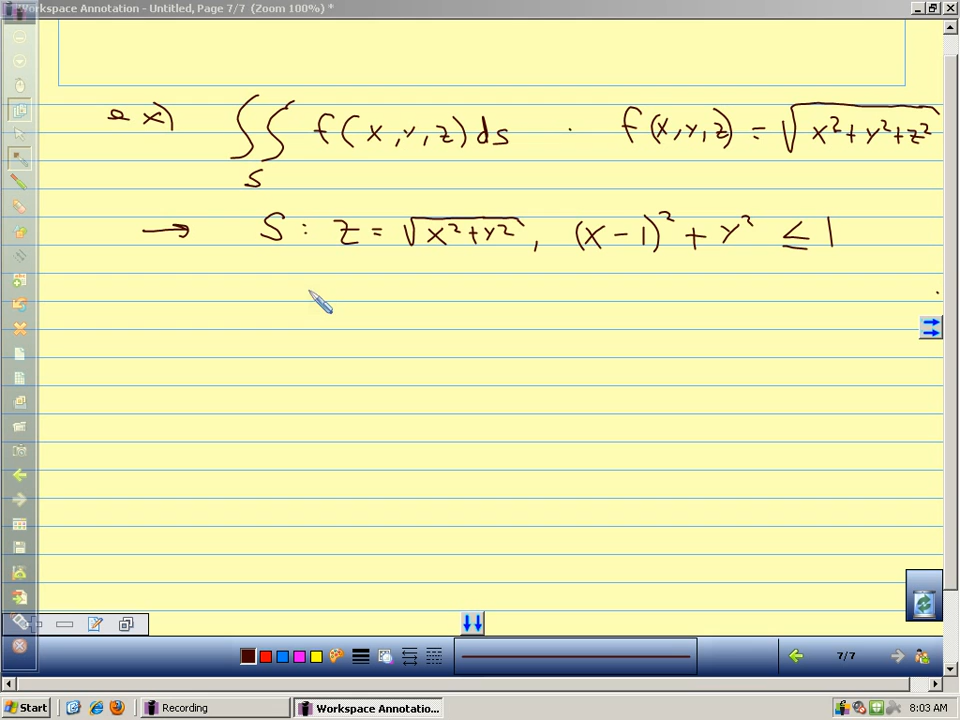 Workspace Annotation - Untitled, Page 7/7 (Zoom 100%) *
ex) ∫∫ f(x,y,z) ds · f(x,y,z) = √(x²+y²+z²)
S
→ S: z = √(x²+y²), (x-1)² + y² ≤ 1
7/7
Start
Recording
Workspace Annotatio...
8:03 AM